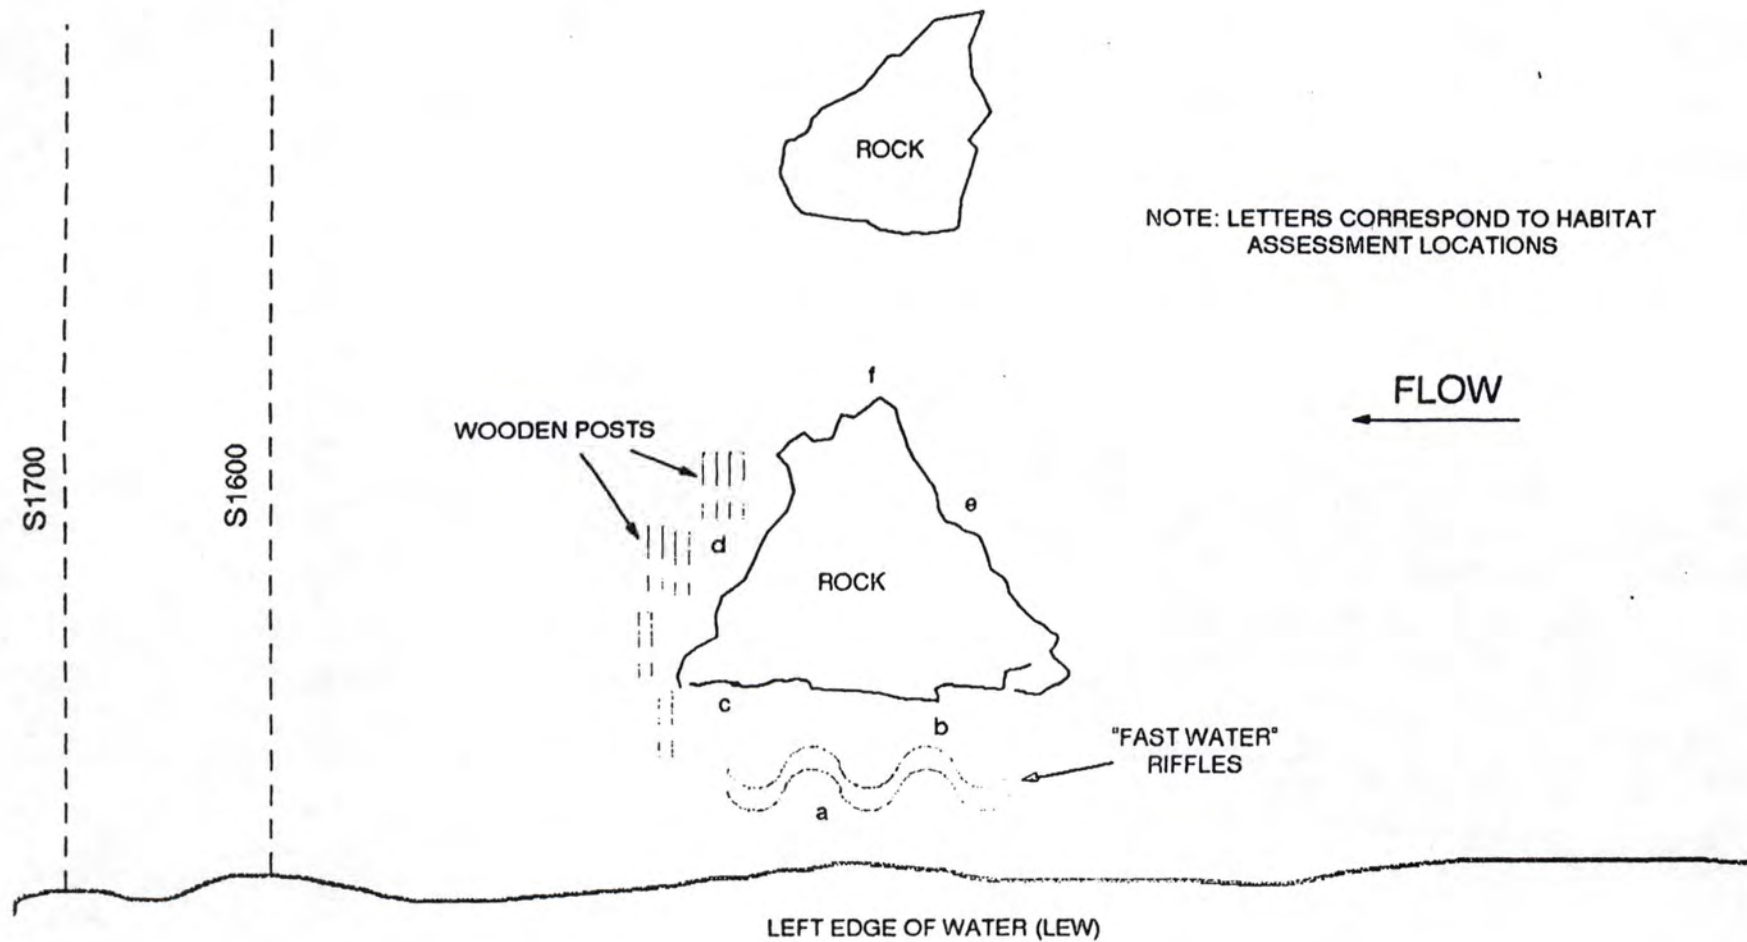 ROCK
NOTE: LETTERS CORRESPOND TO HABITAT
ASSESSMENT LOCATIONS
f
FLOW
WOODEN POSTS
S1700
S1600
e
d
ROCK
c
b
"FAST WATER"
RIFFLES
a
LEFT EDGE OF WATER (LEW)